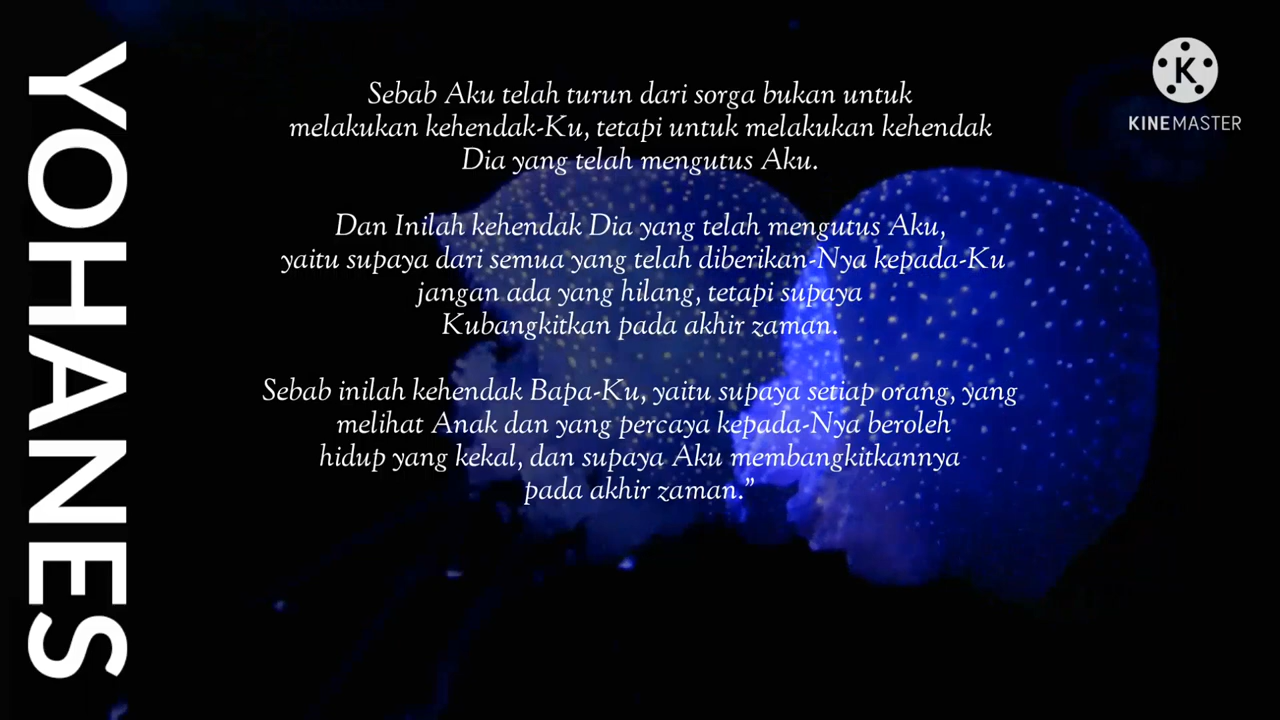 YOHANES
Sebab Aku telah turun dari sorga bukan untuk
melakukan kehendak-Ku, tetapi untuk melakukan kehendak
Dia yang telah mengutus Aku.
Dan Inilah kehendak Dia yang telah mengutus Aku,
yaitu supaya dari semua yang telah diberikan-Nya kepada-Ku
jangan ada yang hilang, tetapi supaya
Kubangkitkan pada akhir zaman.
Sebab inilah kehendak Bapa-Ku, yaitu supaya setiap orang, yang
melihat Anak dan yang percaya kepada-Nya beroleh
hidup yang kekal, dan supaya Aku membangkitkannya
pada akhir zaman.”
K
KINEMASTER